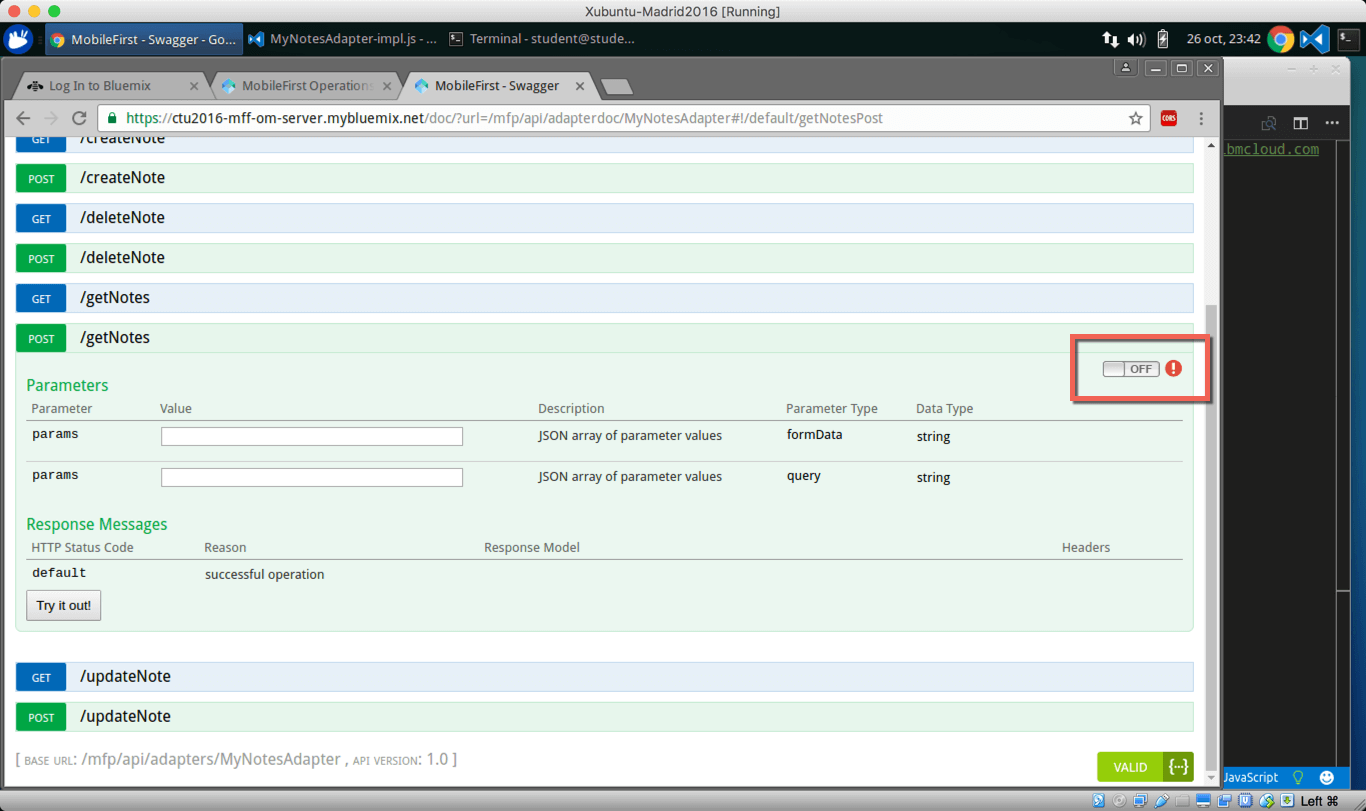 Xubuntu-Madrid2016 [Running]
MobileFirst - Swagger - Go...
MyNotesAdapter-impl.js - ...
Terminal - student@stude...
26 oct, 23:42
Log In to Bluemix
MobileFirst Operations
MobileFirst - Swagger
https://ctu2016-mff-om-server.mybluemix.net/doc/?url=/mfp/api/adapterdoc/MyNotesAdapter#!/default/getNotesPost
CORS
GET /createNote
POST /createNote
GET /deleteNote
POST /deleteNote
GET /getNotes
POST /getNotes
OFF
Parameters
Parameter Value Description Parameter Type Data Type
params JSON array of parameter values formData string
params JSON array of parameter values query string
Response Messages
HTTP Status Code Reason Response Model Headers
default successful operation
Try it out!
GET /updateNote
POST /updateNote
[ BASE URL: /mfp/api/adapters/MyNotesAdapter , API VERSION: 1.0 ]
VALID {...}
bmcloud.com
JavaScript
Left ⌘